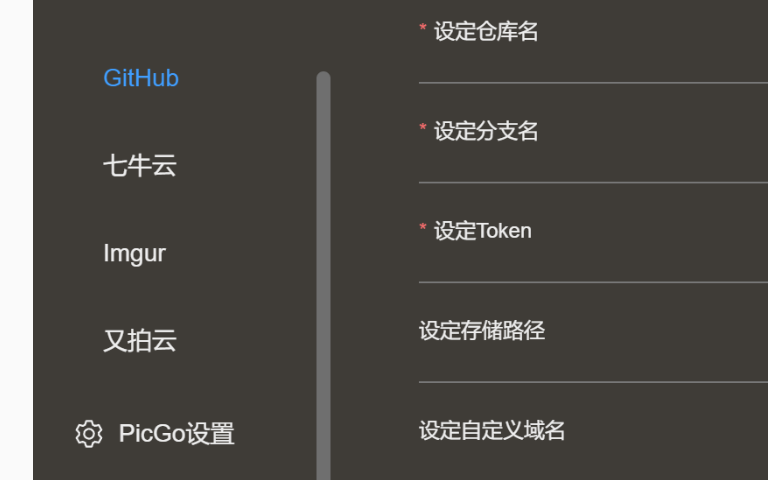 GitHub
七牛云
Imgur
又拍云
PicGo设置
* 设定仓库名
* 设定分支名
* 设定Token
设定存储路径
设定自定义域名